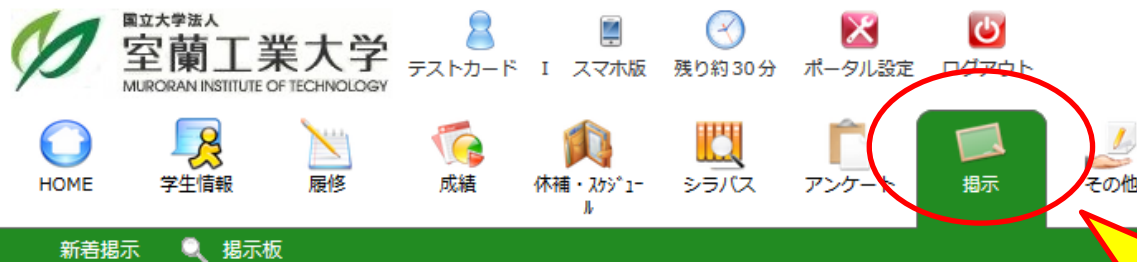 国立大学法人
室蘭工業大学
MURORAN INSTITUTE OF TECHNOLOGY
テストカード I スマホ版 残り約30分 ポータル設定 ログアウト
HOME 学生情報 履修 成績 休補・ｽｹｼﾞｭｰ
ﾙ シラバス アンケート 掲示 その他
新着掲示 掲示板